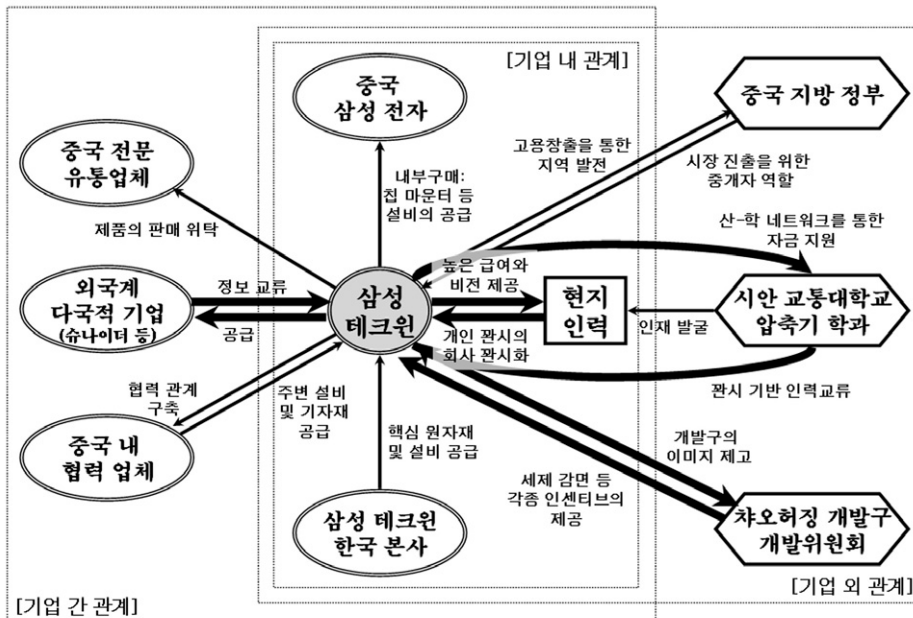 [기업 내 관계]
중국
삼성 전자
중국 지방 정부
중국 전문
유통업체
고용창출을 통한
지역 발전
시장 진출을 위한
중개자 역할
내부구매:
칩 마운터 등
설비의 공급
제품의 판매 위탁
산-학 네트워크를 통한
자금 지원
외국계
다국적 기업
(슈나이더 등)
정보 교류
공급
삼성
테크윈
높은 급여와
비전 제공
개인 꽌시의
회사 꽌시화
현지
인력
인재 발굴
시안 교통대학교
압축기 학과
꽌시 기반 인력교류
협력 관계
구축
주변 설비
및 기자재
공급
중국 내
협력 업체
핵심 원자재
및 설비 공급
개발구의
이미지 제고
세제 감면 등
각종 인센티브의
제공
삼성 테크윈
한국 본사
챠오허징 개발구
개발위원회
[기업 외 관계]
[기업 간 관계]